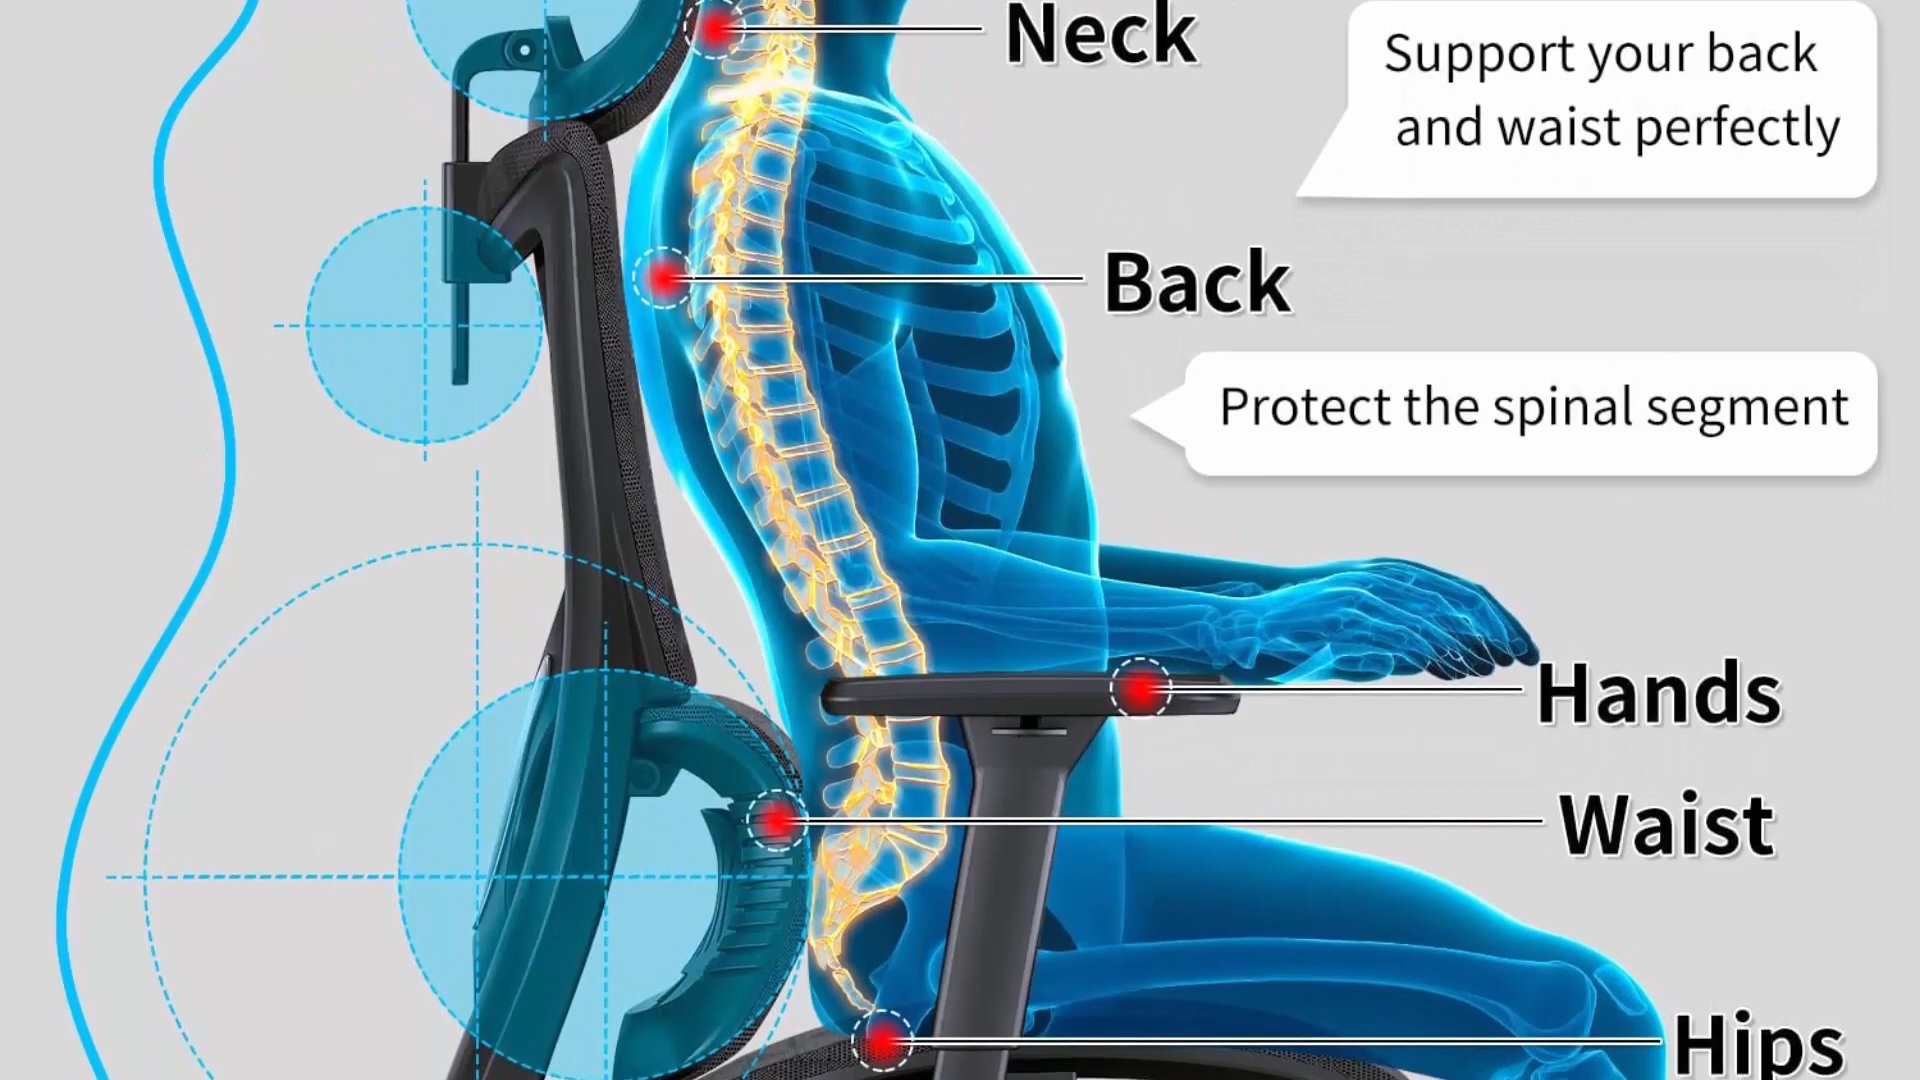 Neck
Support your back
and waist perfectly
Back
Protect the spinal segment
Hands
Waist
Hips